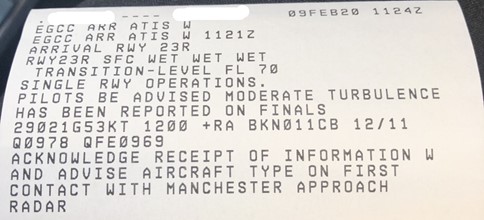 09FEB20 1124Z
EGCC ARR ATIS W
EGCC ARR ATIS W 1121Z
ARRIVAL RWY 23R
RWY23R SFC WET WET WET
TRANSITION-LEVEL FL 70
SINGLE RWY OPERATIONS.
PILOTS BE ADVISED MODERATE TURBULENCE
HAS BEEN REPORTED ON FINALS
29021G53KT 1200 +RA BKN011CB 12/11
Q0978 QFE0969
ACKNOWLEDGE RECEIPT OF INFORMATION W
AND ADVISE AIRCRAFT TYPE ON FIRST
CONTACT WITH MANCHESTER APPROACH
RADAR